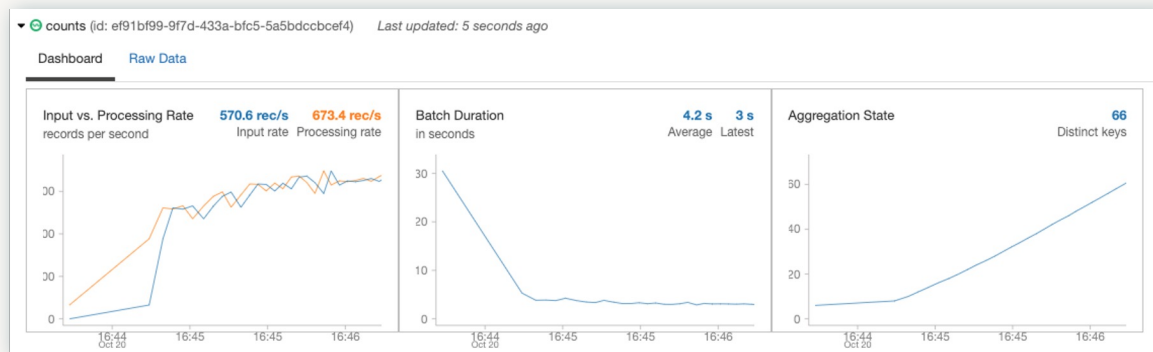 counts (id: ef91bf99-9f7d-433a-bfc5-5a5bdccbcef4) Last updated: 5 seconds ago
Dashboard Raw Data
Input vs. Processing Rate 570.6 rec/s 673.4 rec/s
records per second Input rate Processing rate
00
00
00
0
16:44 16:45 16:45 16:46
Oct 20
Batch Duration 4.2 s 3 s
in seconds Average Latest
30
20
10
0
16:44 16:45 16:45 16:46
Oct 20
Aggregation State 66
Distinct keys
60
40
20
0
16:44 16:45 16:45 16:46
Oct 20